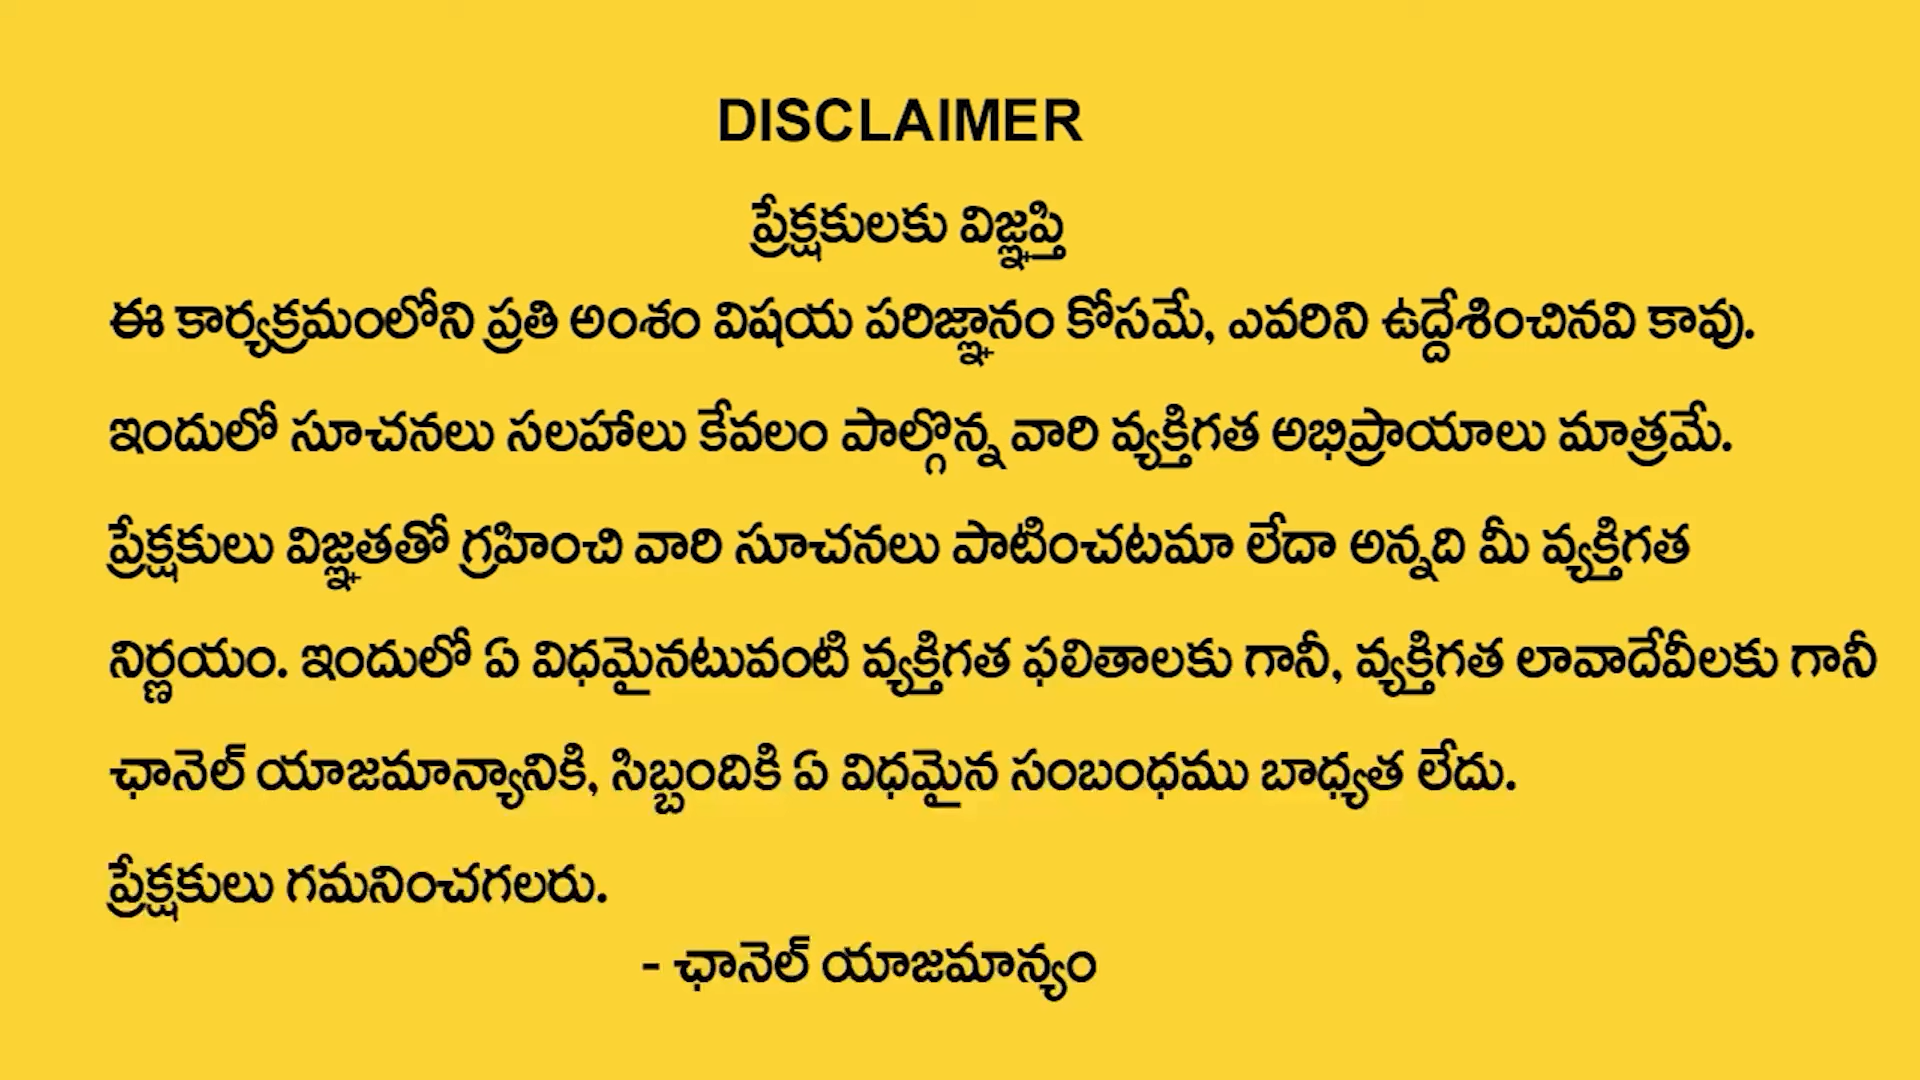 DISCLAIMER
ప్రేక్షకులకు విజ్ఞప్తి
ఈ కార్యక్రమంలోని ప్రతి అంశం విషయ పరిజ్ఞానం కోసమే, ఎవరిని ఉద్దేశించినవి కావు.
ఇందులో సూచనలు సలహాలు కేవలం పాల్గొన్న వారి వ్యక్తిగత అభిప్రాయాలు మాత్రమే.
ప్రేక్షకులు విజ్ఞతతో గ్రహించి వారి సూచనలు పాటించటమా లేదా అన్నది మీ వ్యక్తిగత
నిర్ణయం. ఇందులో ఏ విధమైనటువంటి వ్యక్తిగత ఫలితాలకు గానీ, వ్యక్తిగత లావాదేవీలకు గానీ
ఛానెల్ యాజమాన్యానికి, సిబ్బందికి ఏ విధమైన సంబంధము బాధ్యత లేదు.
ప్రేక్షకులు గమనించగలరు.
- ఛానెల్ యాజమాన్యం